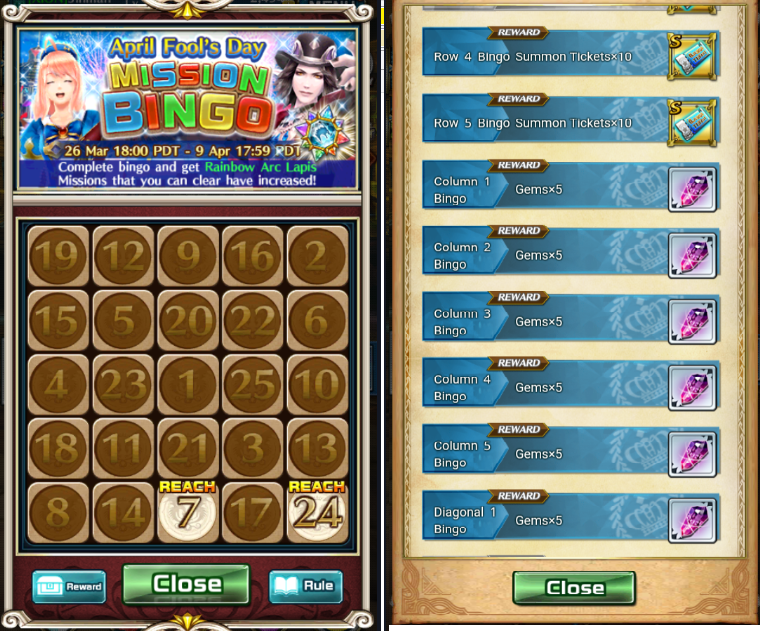 April Fool's Day
MISSION
BINGO
26 Mar 18:00 PDT - 9 Apr 17:59 PDT
Complete bingo and get Rainbow Arc Lapis
Missions that you can clear have increased!
19 12 9 16 2
15 5 20 22 6
4 23 1 25 10
18 11 21 3 13
REACH REACH
8 14 7 17 24
Reward Close Rule
REWARD
Row 4 Bingo Summon Tickets×10
S
REWARD
Row 5 Bingo Summon Tickets×10
S
REWARD
Column 1
Bingo
Gems×5
REWARD
Column 2
Bingo
Gems×5
REWARD
Column 3
Bingo
Gems×5
REWARD
Column 4
Bingo
Gems×5
REWARD
Column 5
Bingo
Gems×5
REWARD
Diagonal 1
Bingo
Gems×5
Close